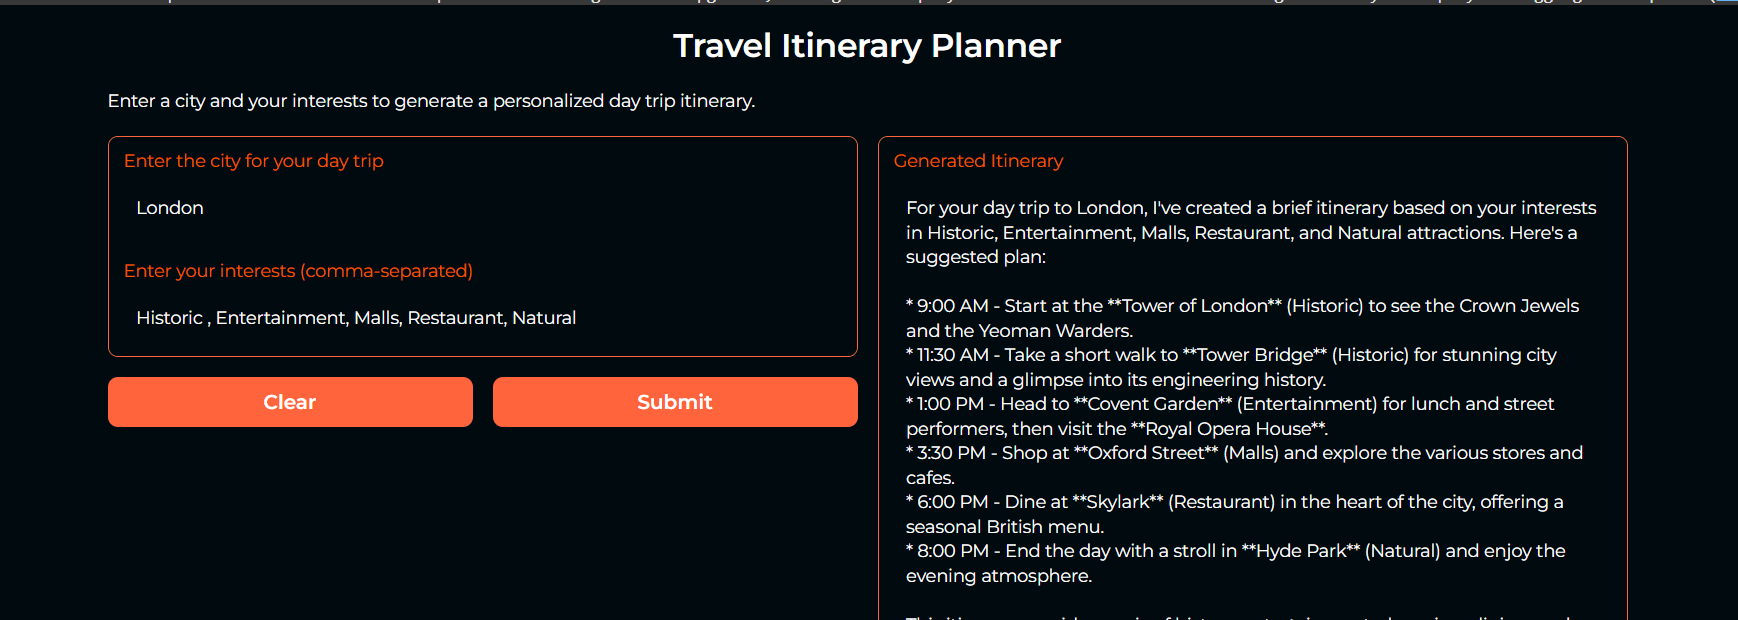 Travel Itinerary Planner
Enter a city and your interests to generate a personalized day trip itinerary.
Enter the city for your day trip
London
Enter your interests (comma-separated)
Historic , Entertainment, Malls, Restaurant, Natural
Clear
Submit
Generated Itinerary
For your day trip to London, I've created a brief itinerary based on your interests
in Historic, Entertainment, Malls, Restaurant, and Natural attractions. Here's a
suggested plan:
* 9:00 AM - Start at the **Tower of London** (Historic) to see the Crown Jewels
and the Yeoman Warders.
* 11:30 AM - Take a short walk to **Tower Bridge** (Historic) for stunning city
views and a glimpse into its engineering history.
* 1:00 PM - Head to **Covent Garden** (Entertainment) for lunch and street
performers, then visit the **Royal Opera House**.
* 3:30 PM - Shop at **Oxford Street** (Malls) and explore the various stores and
cafes.
* 6:00 PM - Dine at **Skylark** (Restaurant) in the heart of the city, offering a
seasonal British menu.
* 8:00 PM - End the day with a stroll in **Hyde Park** (Natural) and enjoy the
evening atmosphere.